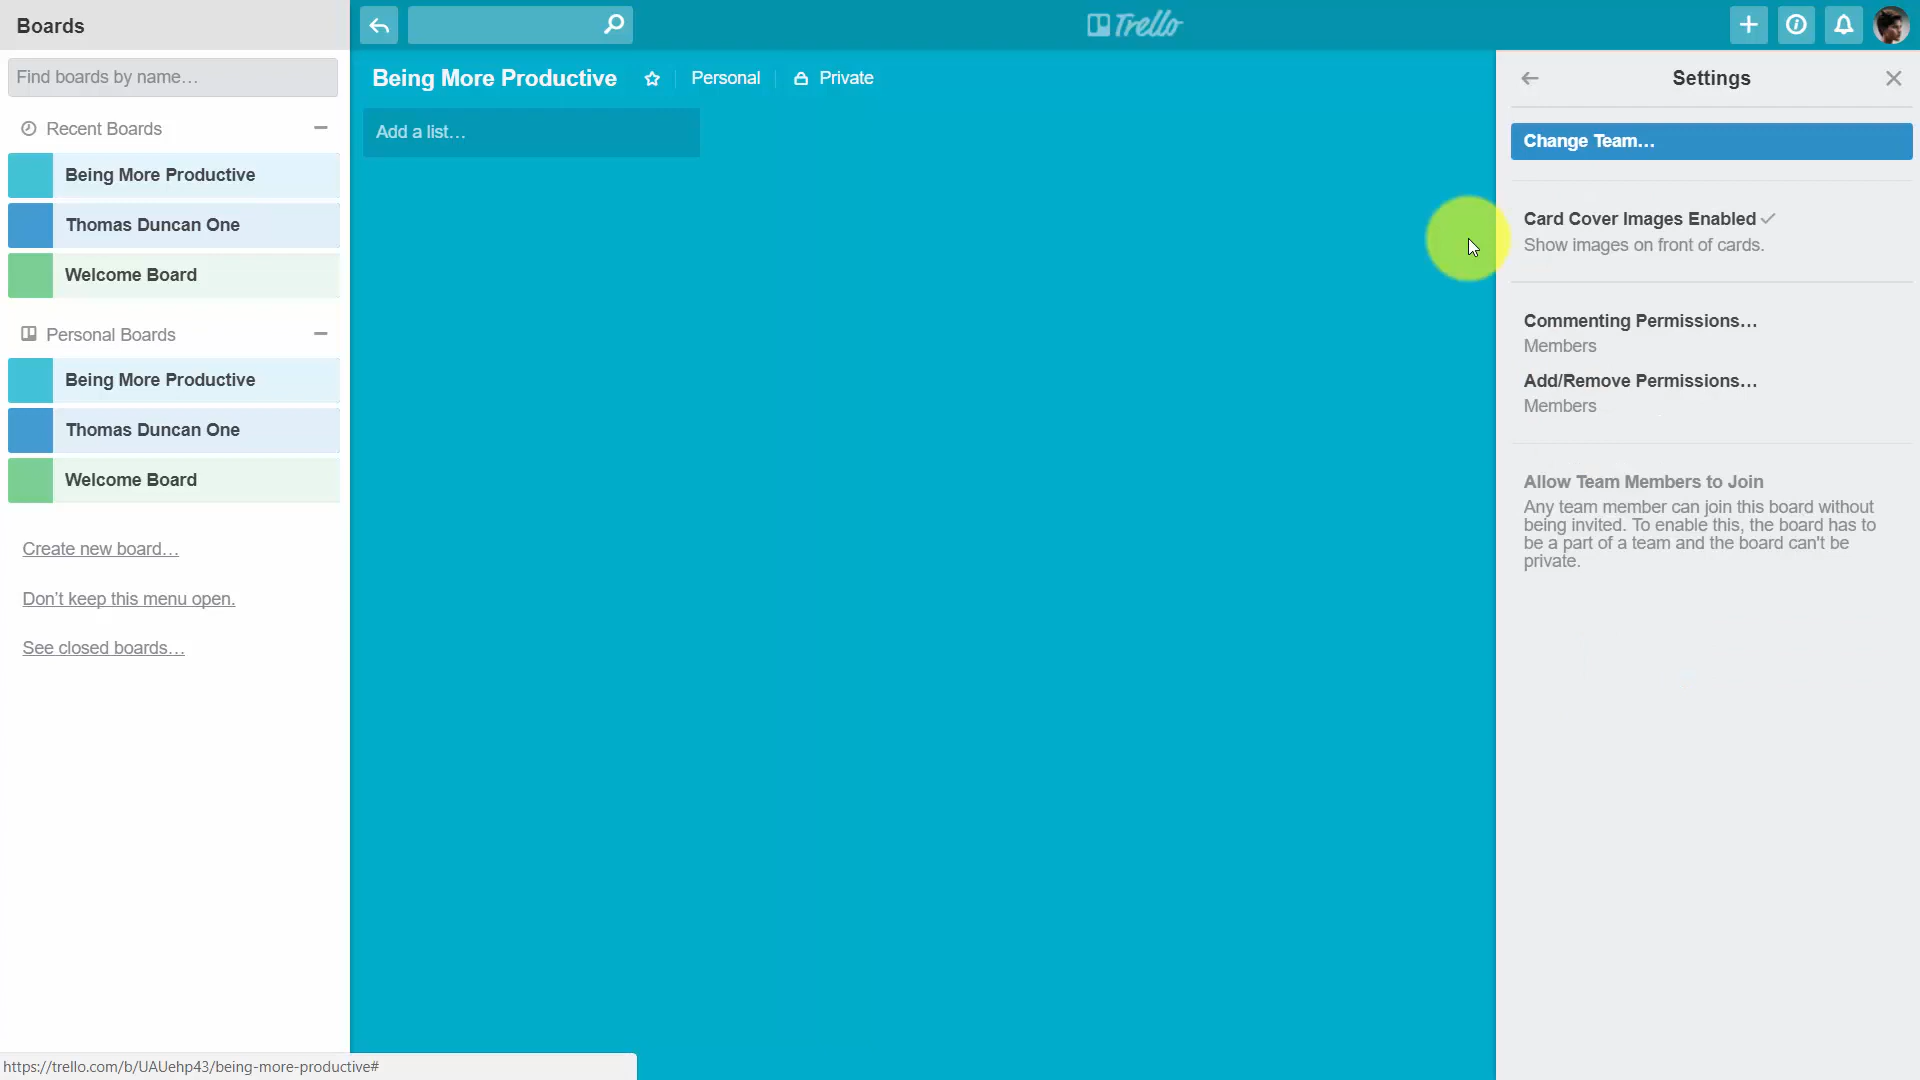 Boards
Find boards by name…
Recent Boards
Being More Productive
Thomas Duncan One
Welcome Board
Personal Boards
Being More Productive
Thomas Duncan One
Welcome Board
Create new board…
Don’t keep this menu open.
See closed boards…
https://trello.com/b/UAUehp43/being-more-productive#
Trello
Being More Productive
Personal
Private
Add a list…
Settings
Change Team…
Card Cover Images Enabled
Show images on front of cards.
Commenting Permissions…
Members
Add/Remove Permissions…
Members
Allow Team Members to Join
Any team member can join this board without
being invited. To enable this, the board has to
be a part of a team and the board can't be
private.